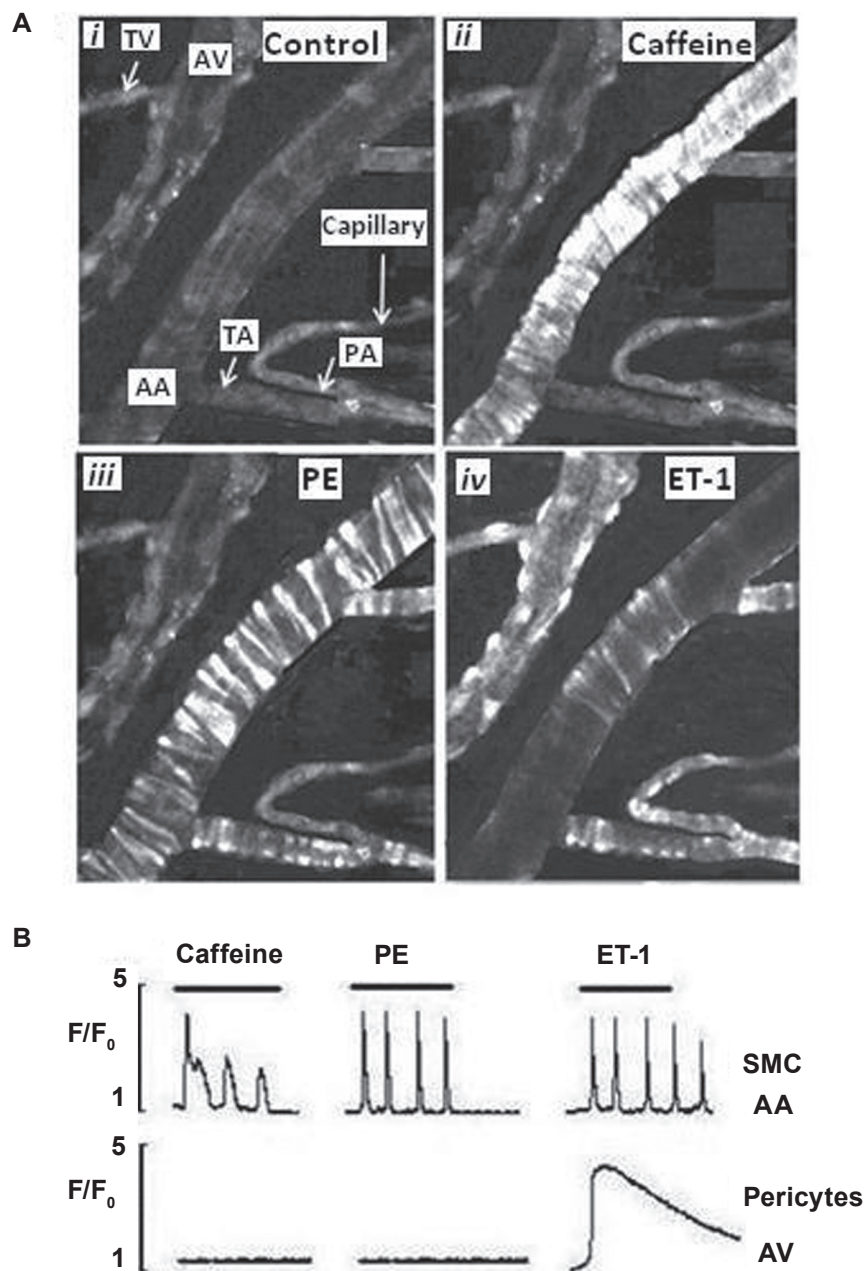 A
i
TV
AV
Control
Capillary
TA
PA
AA
ii
Caffeine
iii
PE
iv
ET-1
B
Caffeine PE ET-1
5
F/F0
1
SMC
AA
5
F/F0
1
Pericytes
AV